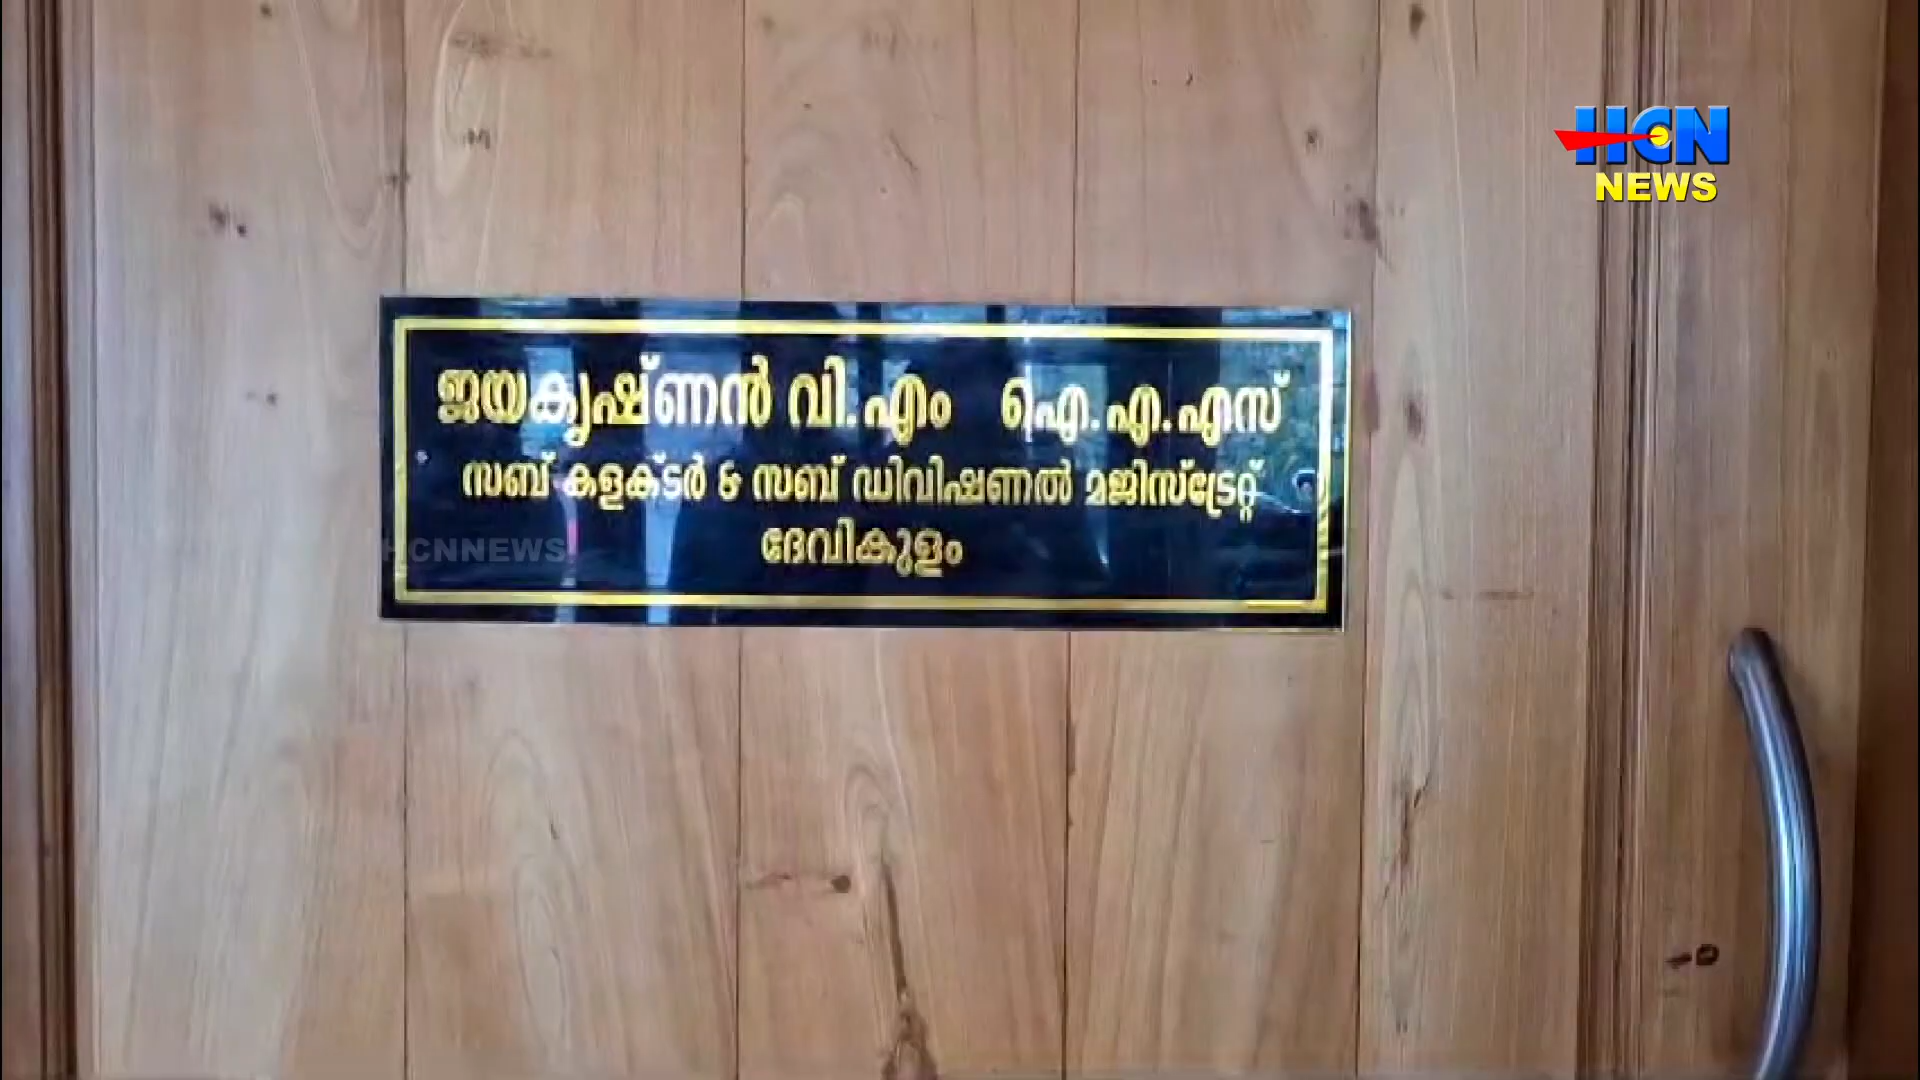 HCN
NEWS
ജയകൃഷ്ണൻ വി.എം ഐ.എ.എസ്
സബ് കളക്ടർ & സബ് ഡിവിഷണൽ മജിസ്ട്രേറ്റ്
ദേവികുളം
HCNNEWS